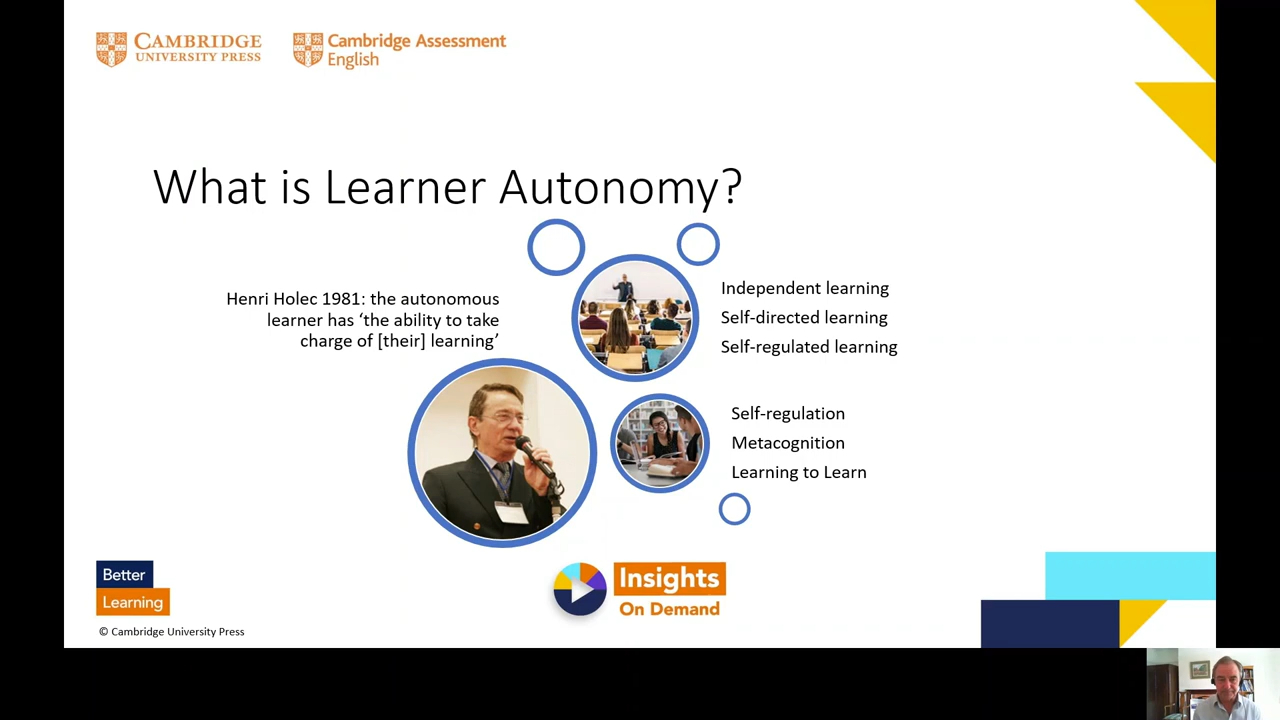 CAMBRIDGE
UNIVERSITY PRESS
Cambridge Assessment
English
What is Learner Autonomy?
Henri Holec 1981: the autonomous
learner has ‘the ability to take
charge of [their] learning’
Independent learning
Self-directed learning
Self-regulated learning
Self-regulation
Metacognition
Learning to Learn
Better
Learning
Insights
On Demand
© Cambridge University Press